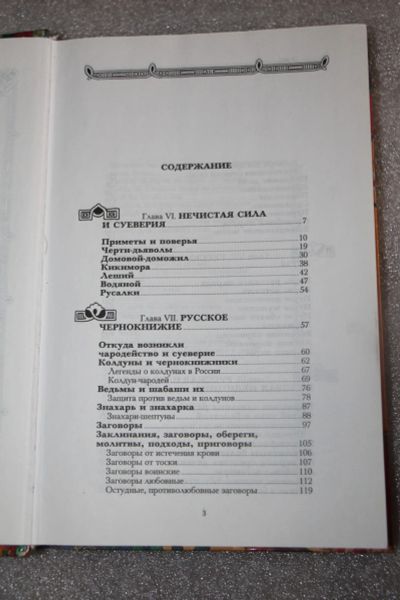 СОДЕРЖАНИЕ
Глава VI. НЕЧИСТАЯ СИЛА
И СУЕВЕРИЯ 7
Приметы и поверья 10
Черти-дьяволы 19
Домовой-доможил 30
Кикимора 38
Леший 42
Водяной 47
Русалки 54
Глава VII. РУССКОЕ
ЧЕРНОКНИЖИЕ 57
Откуда возникли
чародейство и суеверие 60
Колдуны и чернокнижники 62
Легенды о колдунах в России 67
Колдун-чародей 69
Ведьмы и шабаши их 76
Защита против ведьм и колдунов 78
Знахарь и знахарка 87
Знахари-шептуны 88
Заговоры 97
Заклинания, заговоры, обереги,
молитвы, подходы, приговоры 105
Заговоры от истечения крови 106
Заговоры от тоски 107
Заговоры воинские 110
Заговоры любовные 112
Остудные, противолюбовные заговоры 119
3